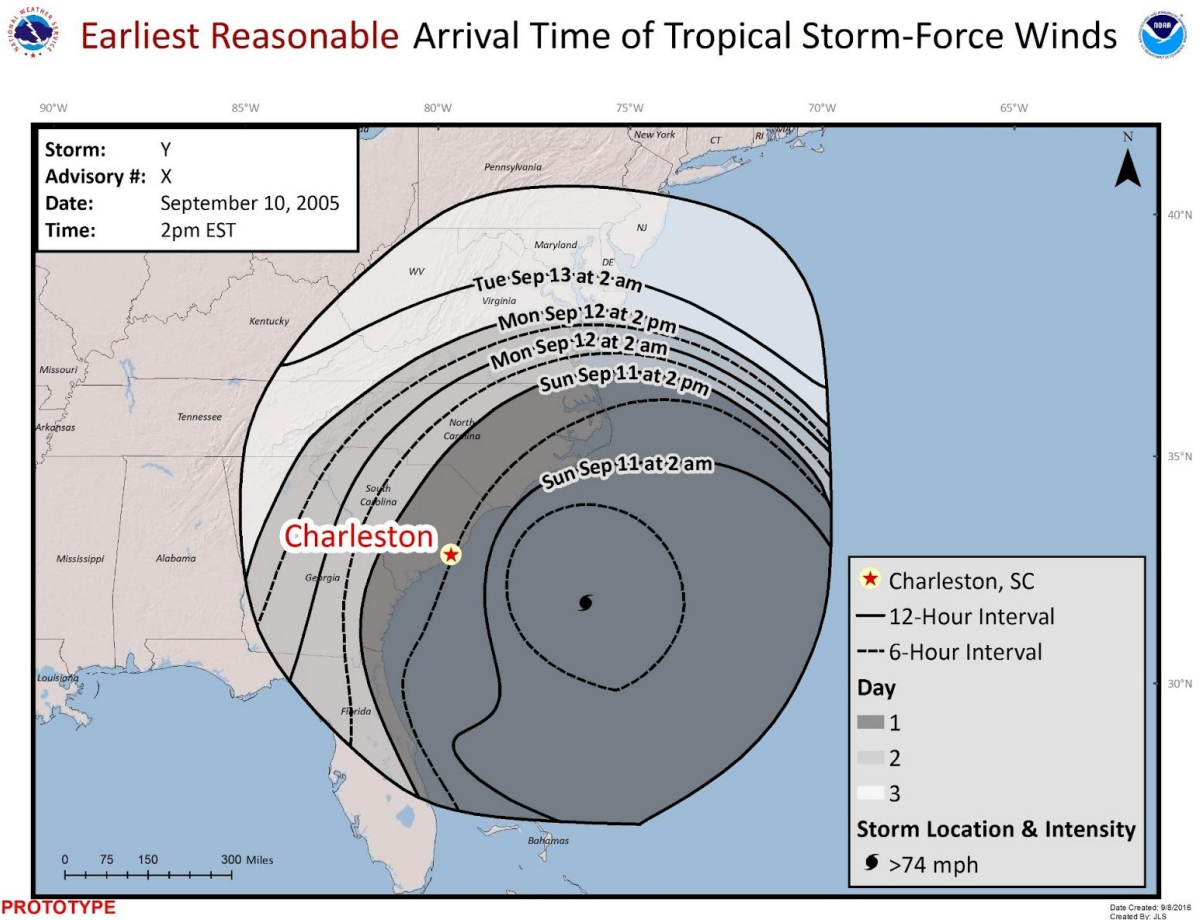 Earliest Reasonable Arrival Time of Tropical Storm-Force Winds
NATIONAL WEATHER SERVICE
NOAA
90°W 85°W 80°W 75°W 70°W 65°W
Storm: Y
Advisory #: X
Date: September 10, 2005
Time: 2pm EST
N
New York
CT
RI
MA
Pennsylvania
40°N
NJ
Maryland
WV
DE
Tue Sep 13 at 2 am
Virginia
Mon Sep 12 at 2 pm
Kentucky
Mon Sep 12 at 2 am
Missouri
Sun Sep 11 at 2 pm
Tennessee
North
Carolina
Arkansas
35°N
Sun Sep 11 at 2 am
South
Carolina
Charleston
Mississippi
Alabama
Georgia
30°N
Louisiana
Florida
Bahamas
Charleston, SC
12-Hour Interval
6-Hour Interval
Day
1
2
3
Storm Location & Intensity
>74 mph
0 75 150 300 Miles
PROTOTYPE
Date Created: 9/8/2016
Created By: JLS